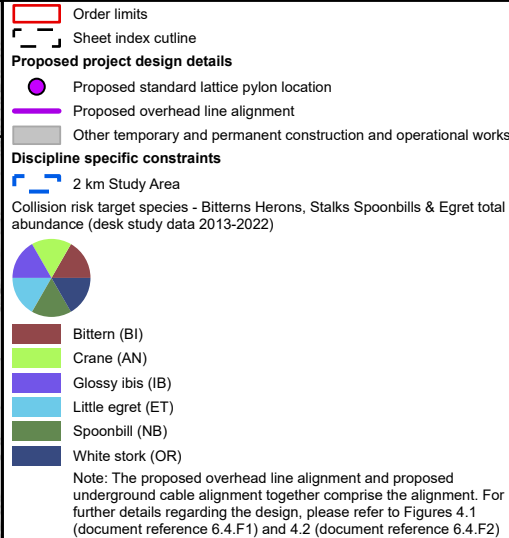 Order limits
Sheet index cutline
Proposed project design details
Proposed standard lattice pylon location
Proposed overhead line alignment
Other temporary and permanent construction and operational works
Discipline specific constraints
2 km Study Area
Collision risk target species - Bitterns Herons, Stalks Spoonbills & Egret total
abundance (desk study data 2013-2022)
Bittern (BI)
Crane (AN)
Glossy ibis (IB)
Little egret (ET)
Spoonbill (NB)
White stork (OR)
Note: The proposed overhead line alignment and proposed
underground cable alignment together comprise the alignment. For
further details regarding the design, please refer to Figures 4.1
(document reference 6.4.F1) and 4.2 (document reference 6.4.F2)